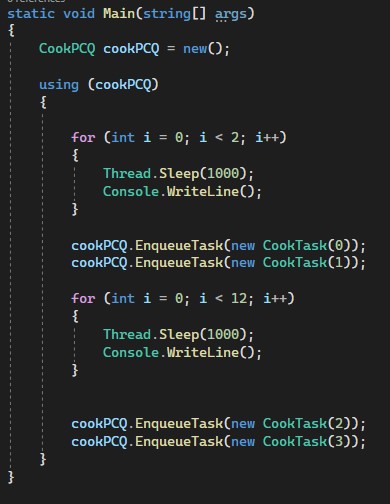 0 references
static void Main(string[] args)
{
    CookPCQ cookPCQ = new();

    using (cookPCQ)
    {

        for (int i = 0; i < 2; i++)
        {
            Thread.Sleep(1000);
            Console.WriteLine();
        }

        cookPCQ.EnqueueTask(new CookTask(0));
        cookPCQ.EnqueueTask(new CookTask(1));

        for (int i = 0; i < 12; i++)
        {
            Thread.Sleep(1000);
            Console.WriteLine();
        }


        cookPCQ.EnqueueTask(new CookTask(2));
        cookPCQ.EnqueueTask(new CookTask(3));
    }
}